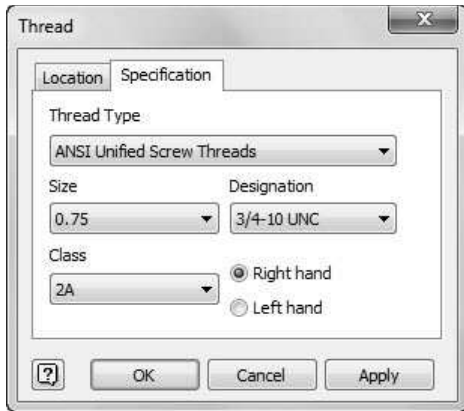 Thread
X
Location Specification
Thread Type
ANSI Unified Screw Threads
Size Designation
0.75 3/4-10 UNC
Class
2A
Right hand
Left hand
? OK Cancel Apply